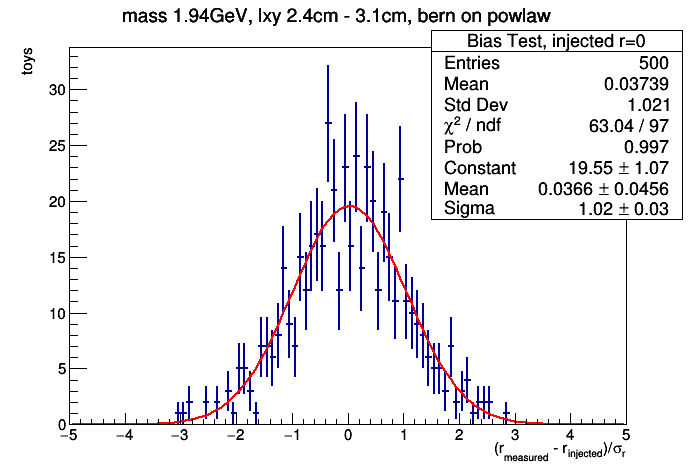 mass 1.94GeV, lxy 2.4cm - 3.1cm, bern on powlaw
Bias Test, injected r=0
Entries 500
Mean 0.03739
Std Dev 1.021
χ² / ndf 63.04 / 97
Prob 0.997
Constant 19.55 ± 1.07
Mean 0.0366 ± 0.0456
Sigma 1.02 ± 0.03
toys
30
25
20
15
10
5
0
−5 −4 −3 −2 −1 0 1 2 3 4 5
(r_measured - r_injected)/σ_r